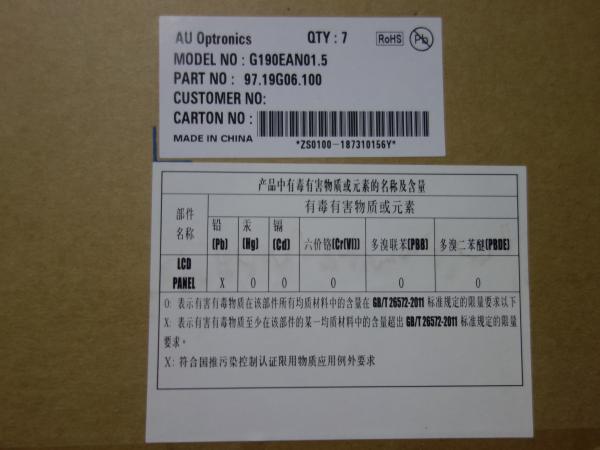 AU Optronics QTY : 7 RoHS Pb
MODEL NO : G190EAN01.5
PART NO : 97.19G06.100
CUSTOMER NO:
CARTON NO :
MADE IN CHINA *ZS0100-187310156Y*
产品中有毒有害物质或元素的名称及含量
部件名称 有毒有害物质或元素
铅(Pb) 汞(Hg) 镉(Cd) 六价铬(Cr(VI)) 多溴联苯(PBB) 多溴二苯醚(PBDE)
LCD PANEL X O O O O O
O: 表示有害有毒物质在该部件所有均质材料中的含量在 GB/T 26572-2011 标准规定的限量要求以下
X: 表示有害有毒物质至少在该部件的某一均质材料中的含量超出 GB/T 26572-2011 标准规定的限量
要求。
X: 符合国推污染控制认证限用物质应用例外要求